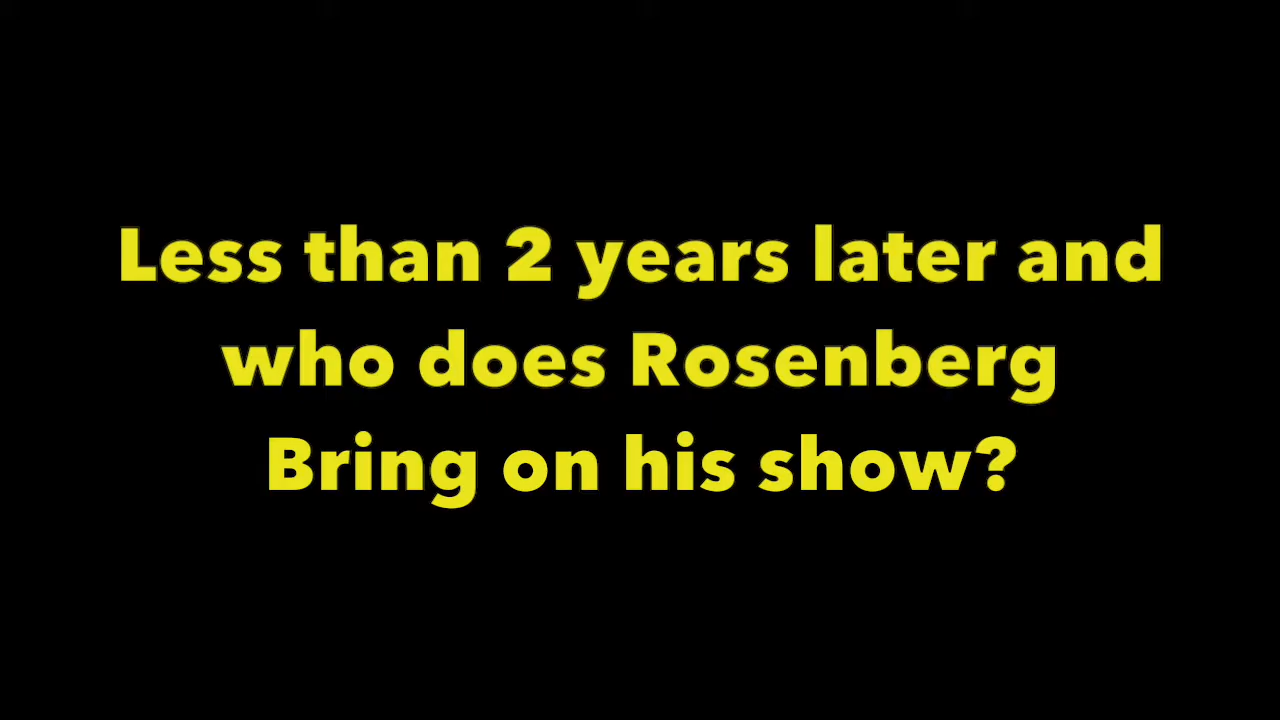 Less than 2 years later and
who does Rosenberg
Bring on his show?